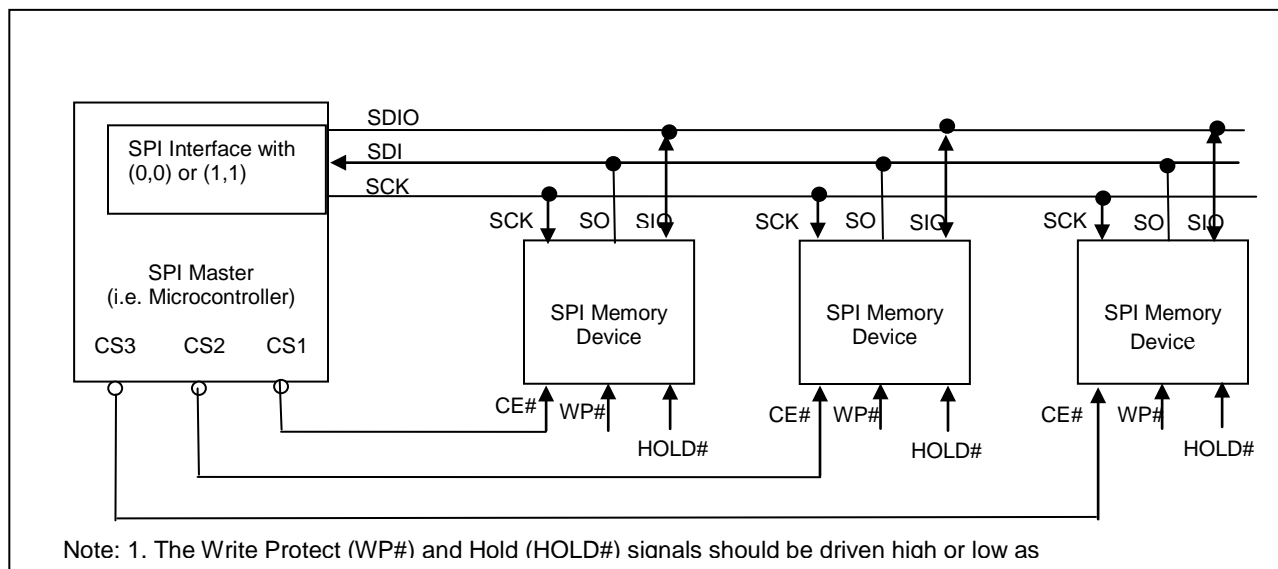 SDIO
SPI Interface with
(0,0) or (1,1)
SDI
SCK
SPI Master
(i.e. Microcontroller)
CS3 CS2 CS1
SCK SO SIO
SPI Memory
Device
CE# WP#
HOLD#
SCK SO SIO
SPI Memory
Device
CE# WP#
HOLD#
SCK SO SIO
SPI Memory
Device
CE# WP#
HOLD#
Note: 1. The Write Protect (WP#) and Hold (HOLD#) signals should be driven high or low as